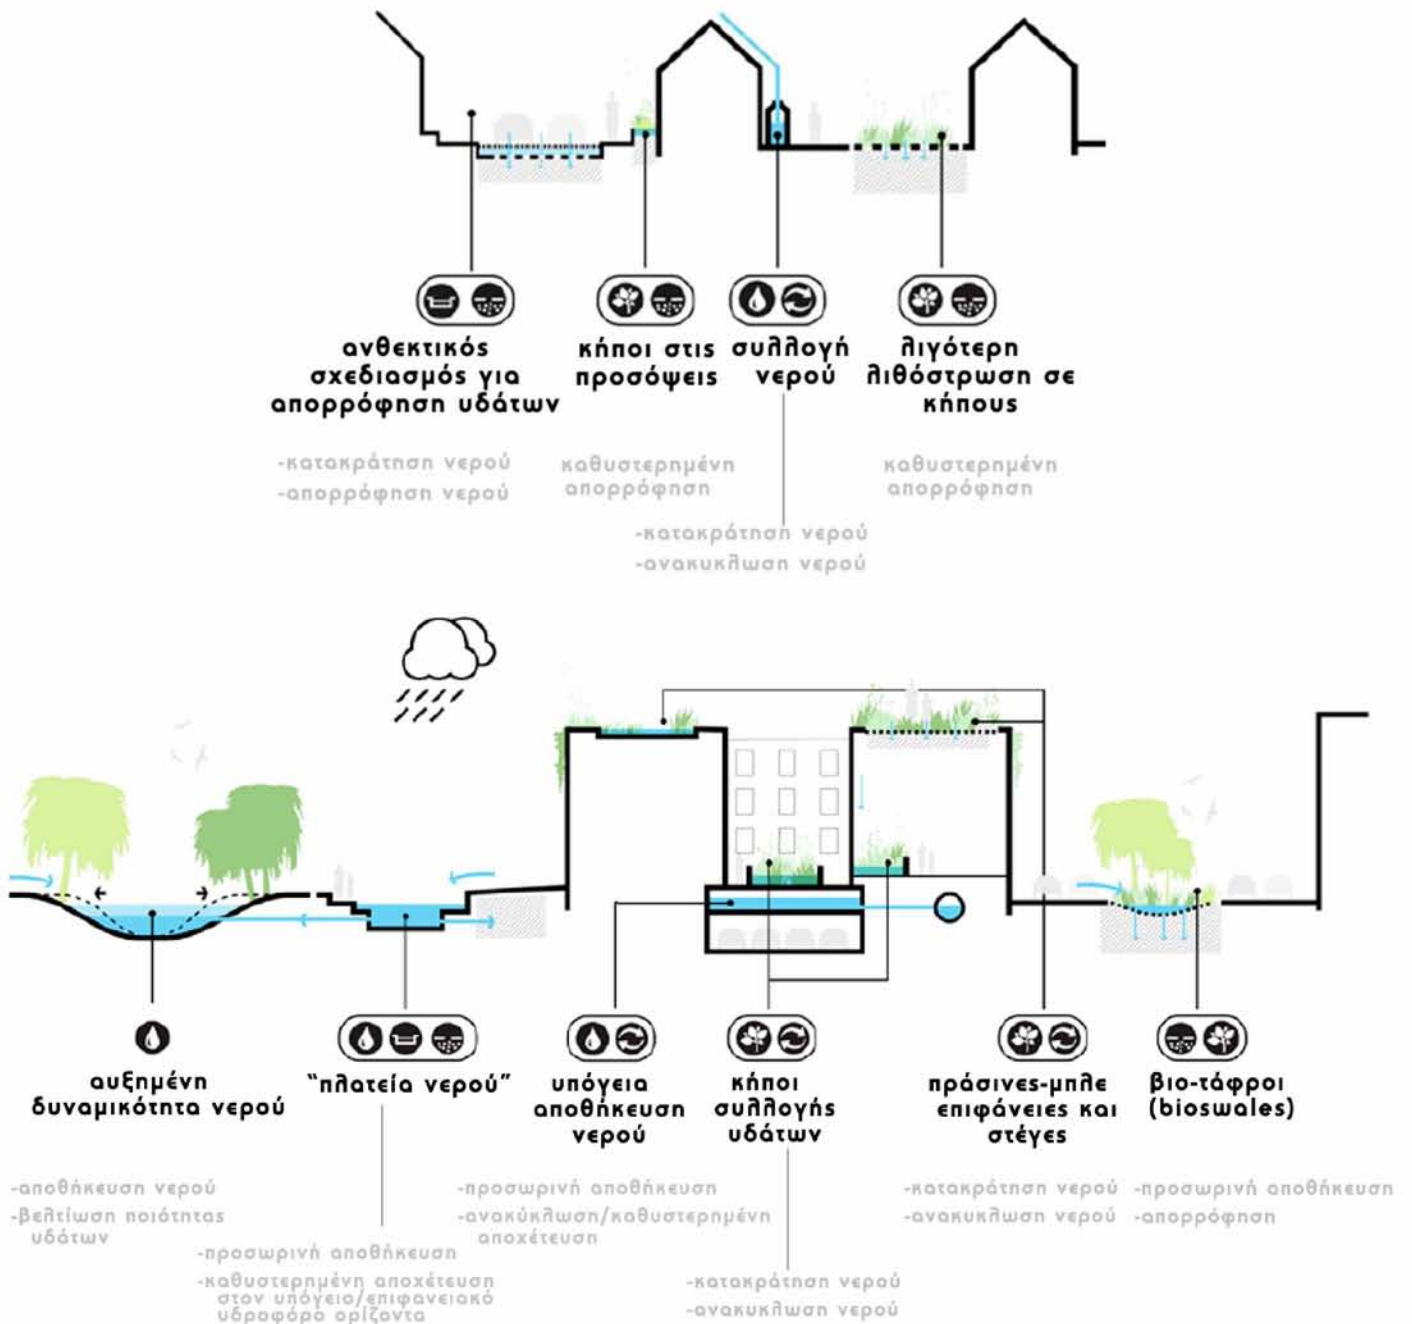 ανθεκτικός
σχεδιασμός για
απορρόφηση υδάτων
κήποι στις
προσόψεις
συλλογή
νερού
λιγότερη
λιθόστρωση σε
κήπους
-κατακράτηση νερού
-απορρόφηση νερού
καθυστερημένη
απορρόφηση
-κατακράτηση νερού
-ανακυκλωση νερού
καθυστερημένη
απορρόφηση
αυξημένη
δυναμικότητα νερού
"πλατεία νερού"
υπόγεια
αποθήκευση
νερού
κήποι
συλλογής
υδάτων
πράσινες-μπλε
επιφάνειες και
στέγες
βιο-τάφροι
(bioswales)
-αποθήκευση νερού
-βελτίωση ποιότητας
υδάτων
-προσωρινή αποθήκευση
-καθυστερημένη αποχέτευση
στον υπόγειο/επιφανειακό
υδροφόρο ορίζοντα
-προσωρινή αποθήκευση
-ανακύκλωση/καθυστερημένη
αποχέτευση
-κατακράτηση νερού
-ανακυκλωση νερού
-κατακράτηση νερού
-ανακυκλωση νερού
-προσωρινή αποθήκευση
-απορρόφηση